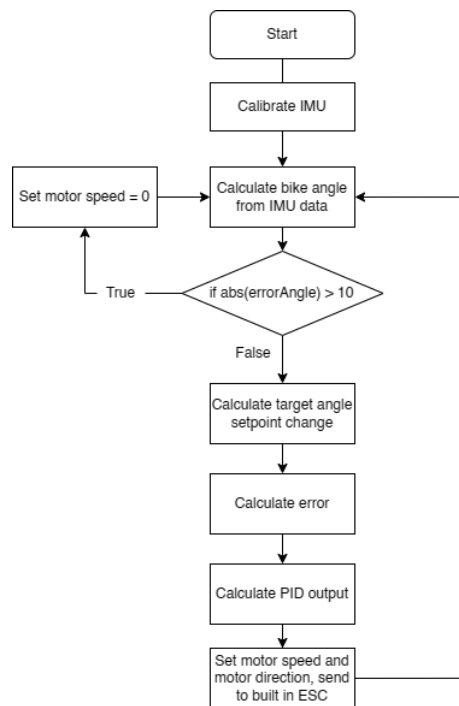 Start
Calibrate IMU
Set motor speed = 0
Calculate bike angle
from IMU data
True
if abs(errorAngle) > 10
False
Calculate target angle
setpoint change
Calculate error
Calculate PID output
Set motor speed and
motor direction, send
to built in ESC